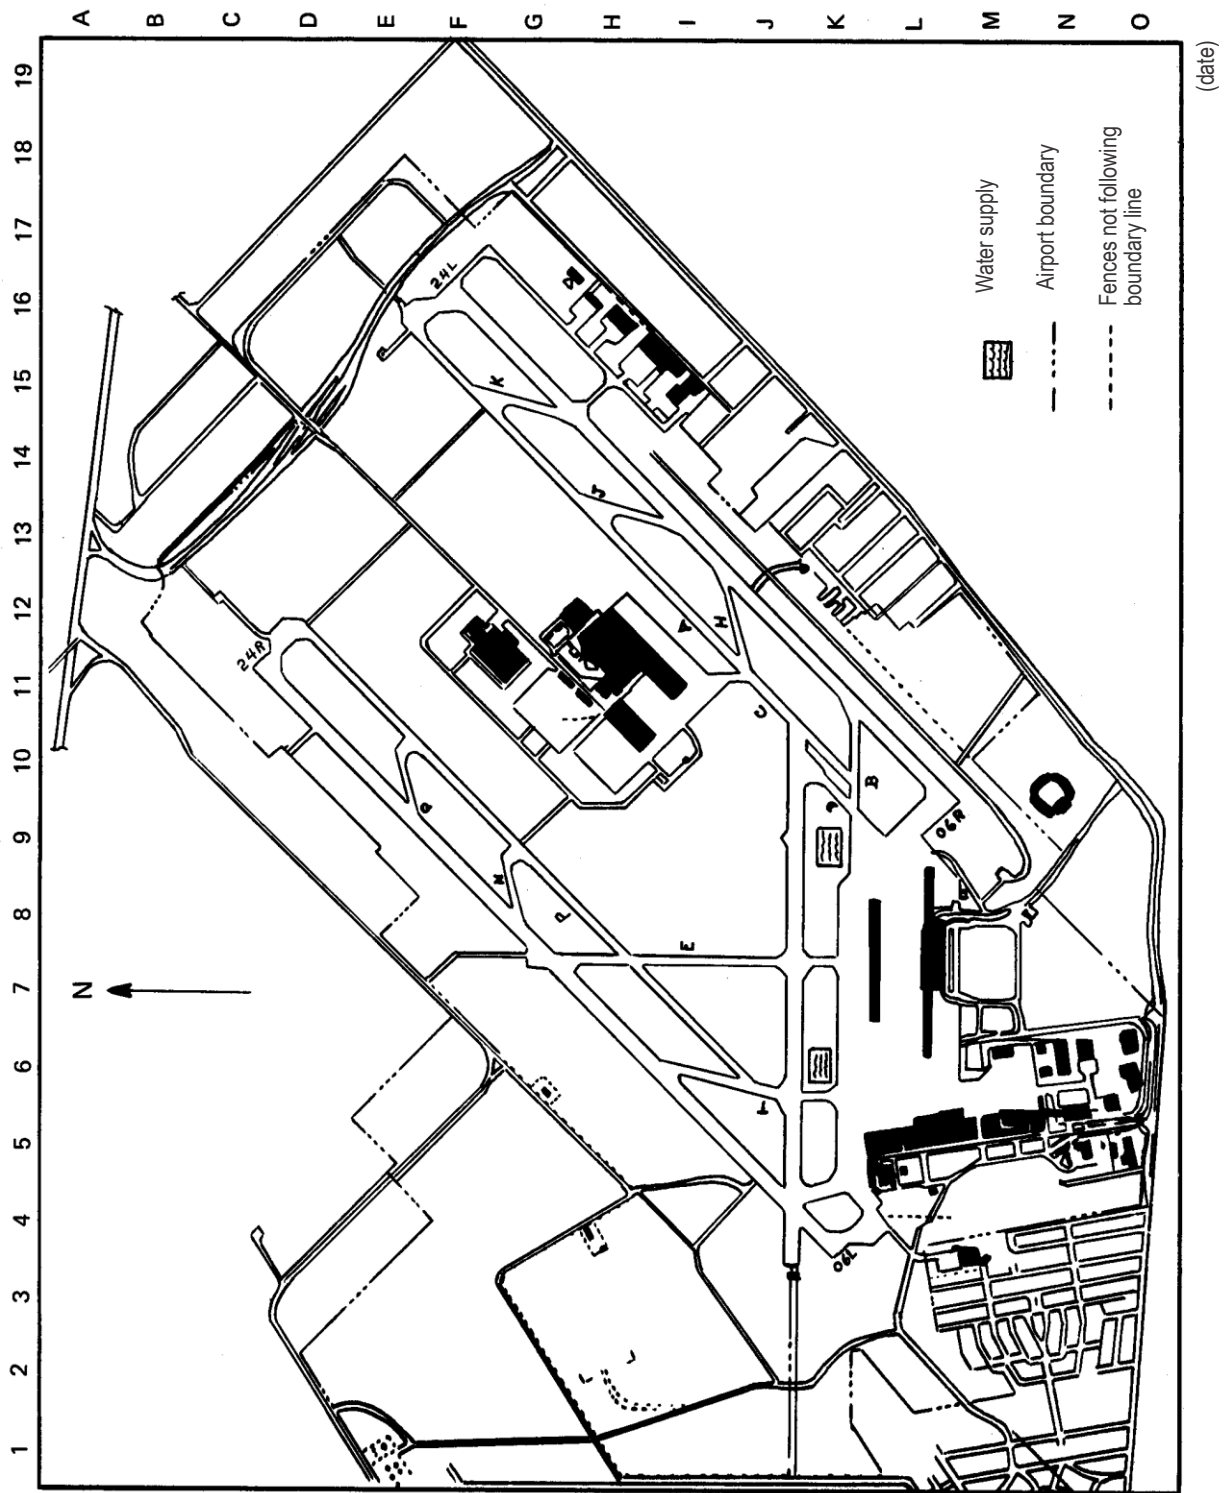 A B C D E F G H I J K L M N O
19
18
17
16
15
14
13
12
11
10
9
8
7
6
5
4
3
2
1
(date)
Water supply
Airport boundary
Fences not following
boundary line
N
24L
24R
K
J
A
H
C
B
Q
N
P
E
T
06R
06L